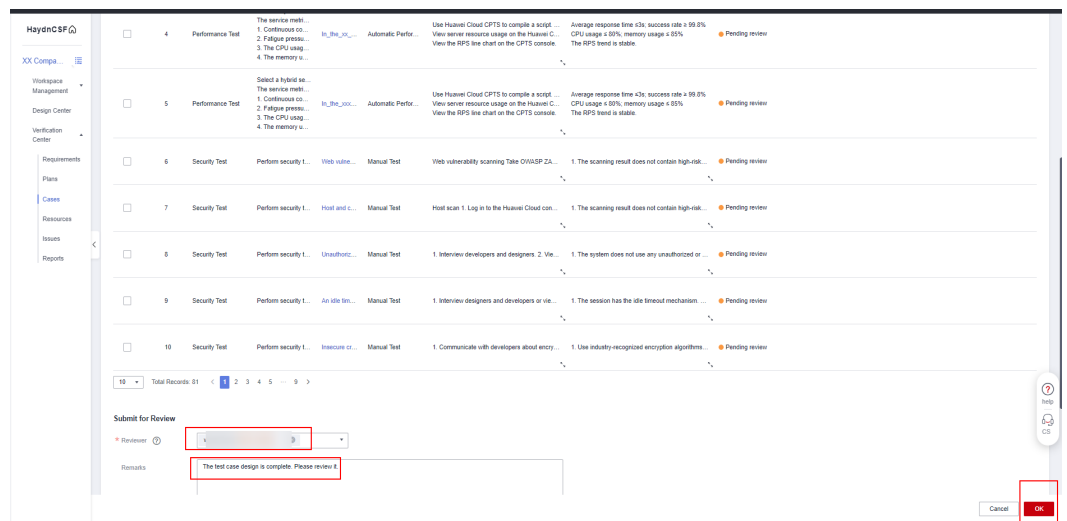 HaydnCSF
XX Compa...
Workspace
Management
Design Center
Verification
Center
Requirements
Plans
Cases
Resources
Issues
Reports
4
Performance Test
The service metri...
1. Continuous co...
2. Fatigue pressu...
3. The CPU usag...
4. The memory u...
In_the_xx_...
Automatic Perfor...
Use Huawei Cloud CPTS to compile a script. ...
View server resource usage on the Huawei C...
View the RPS line chart on the CPTS console.
Average response time ≤3s; success rate ≥ 99.8%
CPU usage ≤ 80%; memory usage ≤ 85%
The RPS trend is stable.
Pending review
5
Performance Test
Select a hybrid se...
The service metri...
1. Continuous co...
2. Fatigue pressu...
3. The CPU usag...
4. The memory u...
In_the_xxx...
Automatic Perfor...
Use Huawei Cloud CPTS to compile a script. ...
View server resource usage on the Huawei C...
View the RPS line chart on the CPTS console.
Average response time ≤3s; success rate ≥ 99.8%
CPU usage ≤ 80%; memory usage ≤ 85%
The RPS trend is stable.
Pending review
6
Security Test
Perform security t...
Web vulne...
Manual Test
Web vulnerability scanning Take OWASP ZA...
1. The scanning result does not contain high-risk...
Pending review
7
Security Test
Perform security t...
Host and c...
Manual Test
Host scan 1. Log in to the Huawei Cloud con...
1. The scanning result does not contain high-risk...
Pending review
8
Security Test
Perform security t...
Unauthoriz...
Manual Test
1. Interview developers and designers. 2. Vie...
1. The system does not use any unauthorized or ...
Pending review
9
Security Test
Perform security t...
An idle tim...
Manual Test
1. Interview designers and developers or vie...
1. The session has the idle timeout mechanism. ...
Pending review
10
Security Test
Perform security t...
Insecure cr...
Manual Test
1. Communicate with developers about encry...
1. Use industry-recognized encryption algorithms...
Pending review
10 Total Records: 81 < 1 2 3 4 5 ... 9 >
help
CS
Submit for Review
* Reviewer
Remarks
The test case design is complete. Please review it.
Cancel
OK